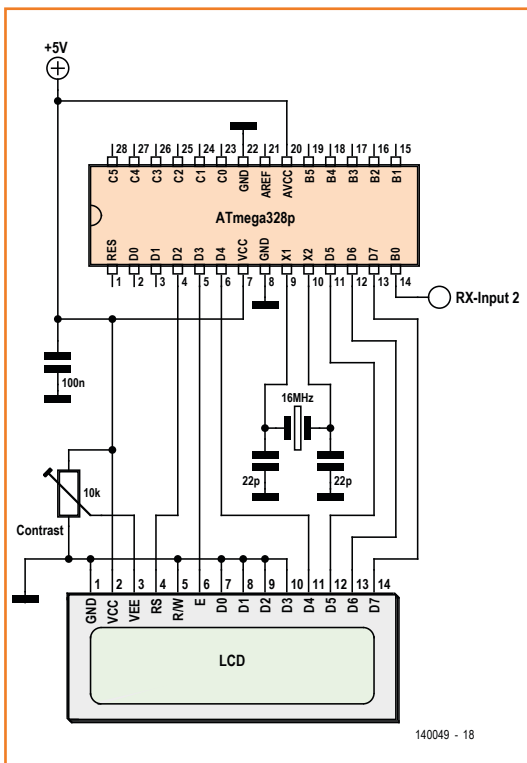 +5V
28 27 26 25 24 23 22 21 20 19 18 17 16 15
C5 C4 C3 C2 C1 C0 GND AREF AVCC B5 B4 B3 B2 B1
ATmega328p
RES D0 D1 D2 D3 D4 VCC GND X1 X2 D5 D6 D7 B0
1 2 3 4 5 6 7 8 9 10 11 12 13 14
RX-Input 2
100n
16MHz
22p 22p
10k
Contrast
1 2 3 4 5 6 7 8 9 10 11 12 13 14
GND VCC VEE RS R/W E D0 D1 D2 D3 D4 D5 D6 D7
LCD
140049 - 18